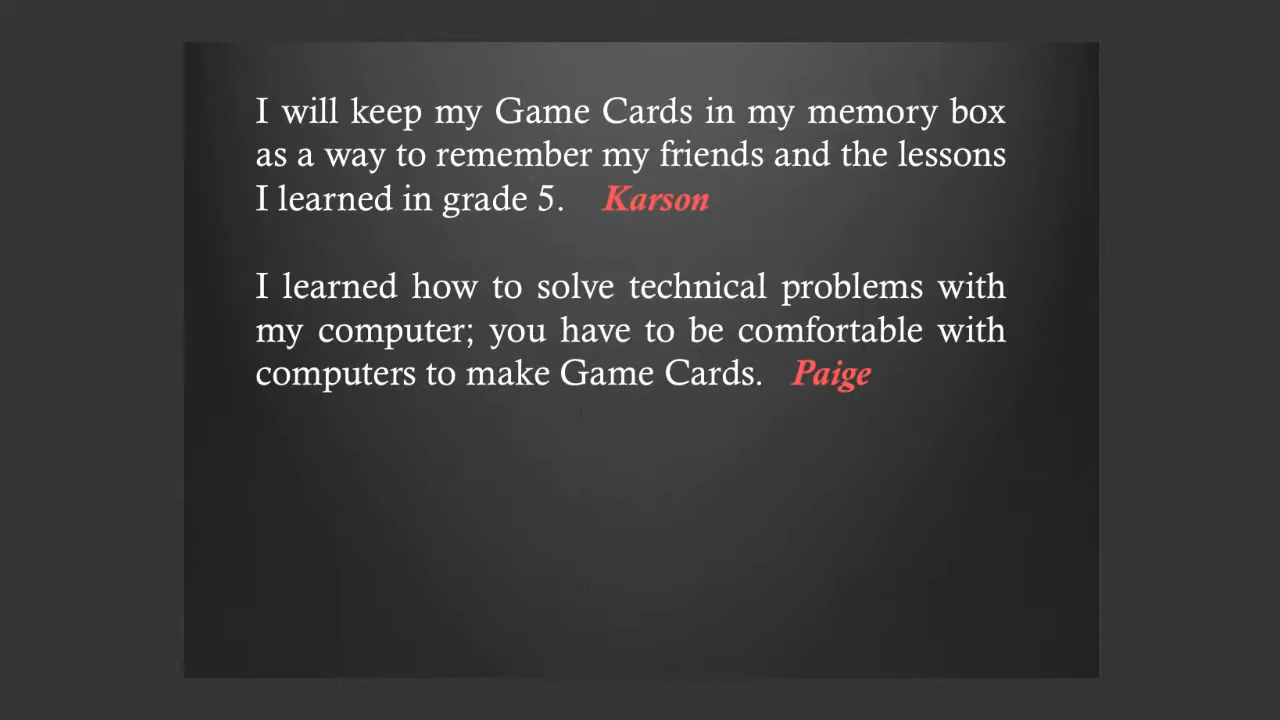 I will keep my Game Cards in my memory box
as a way to remember my friends and the lessons
I learned in grade 5. Karson
I learned how to solve technical problems with
my computer; you have to be comfortable with
computers to make Game Cards. Paige